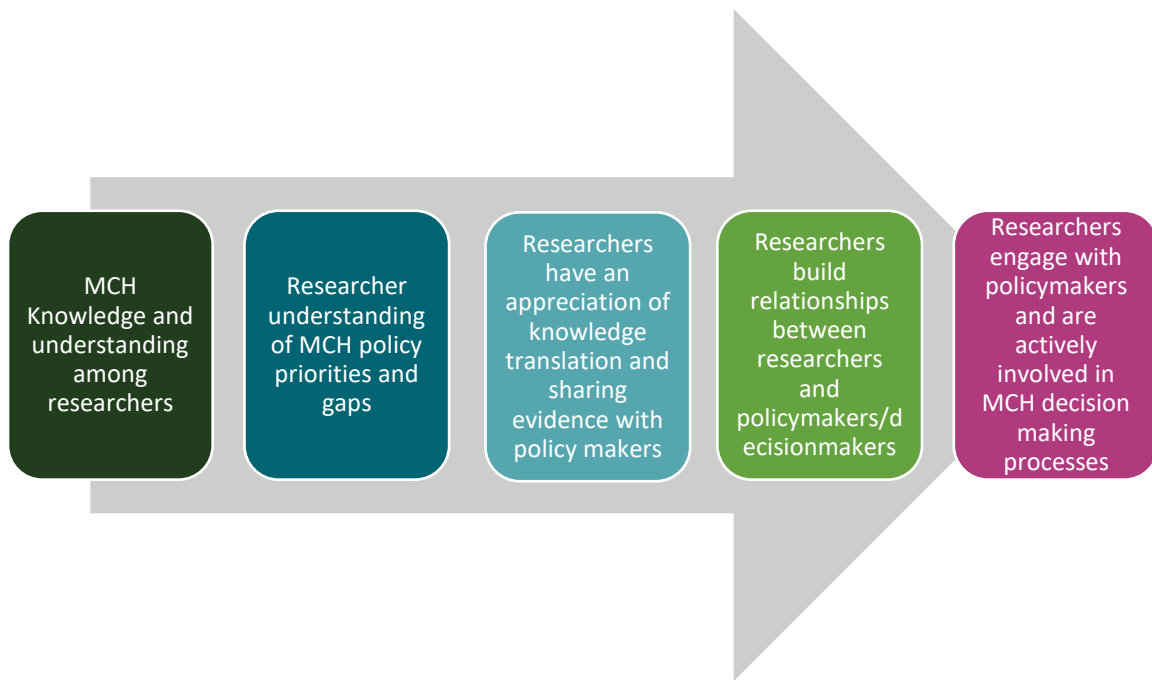 MCH
Knowledge and
understanding
among
researchers
Researcher
understanding
of MCH policy
priorities and
gaps
Researchers
have an
appreciation of
knowledge
translation and
sharing
evidence with
policy makers
Researchers
build
relationships
between
researchers
and
policymakers/d
ecisionmakers
Researchers
engage with
policymakers
and are
actively
involved in
MCH decision
making
processes